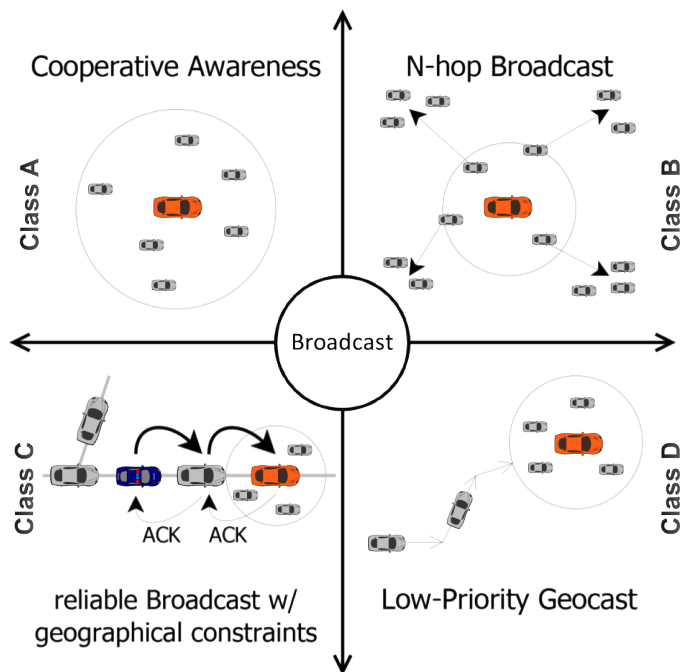 Cooperative Awareness
N-hop Broadcast
Class A
Class B
Broadcast
Class C
ACK
ACK
Class D
reliable Broadcast w/
geographical constraints
Low-Priority Geocast